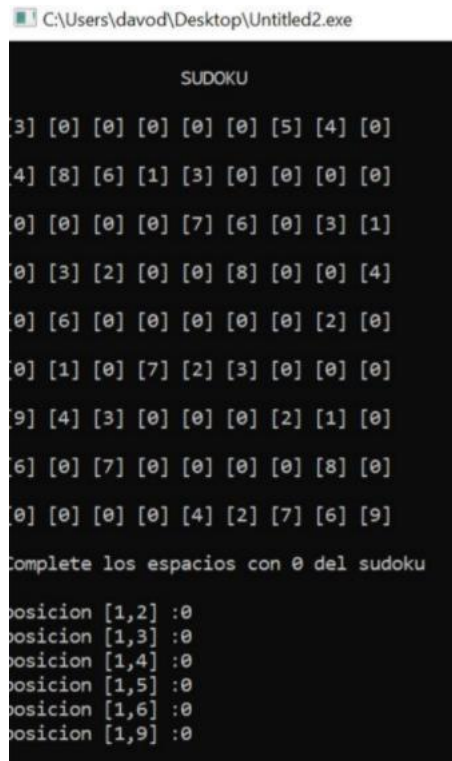 C:\Users\davod\Desktop\Untitled2.exe
SUDOKU
3] [0] [0] [0] [0] [0] [5] [4] [0]
[4] [8] [6] [1] [3] [0] [0] [0] [0]
[0] [0] [0] [0] [7] [6] [0] [3] [1]
[0] [3] [2] [0] [0] [8] [0] [0] [4]
[0] [6] [0] [0] [0] [0] [0] [2] [0]
[0] [1] [0] [7] [2] [3] [0] [0] [0]
[9] [4] [3] [0] [0] [0] [2] [1] [0]
[6] [0] [7] [0] [0] [0] [0] [8] [0]
[0] [0] [0] [0] [4] [2] [7] [6] [9]
Complete los espacios con 0 del sudoku
posicion [1,2] :0
posicion [1,3] :0
posicion [1,4] :0
posicion [1,5] :0
posicion [1,6] :0
posicion [1,9] :0